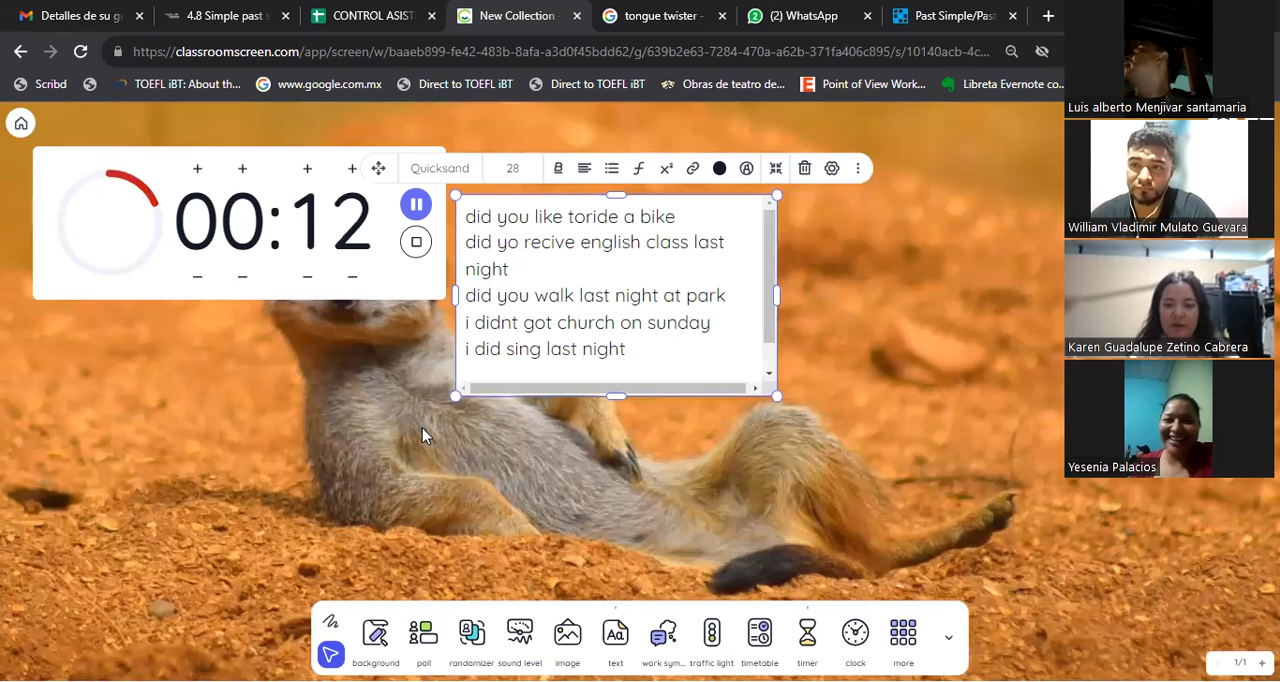 Detalles de su g
4.8 Simple past s
CONTROL ASIST
New Collection -
tongue twister -
(2) WhatsApp
Past Simple/Past
https://classroomscreen.com/app/screen/w/baaeb899-fe42-483b-8afa-a3d0f45bdd62/g/639b2e63-7284-470a-a62b-371fa406c895/s/10140acb-4c...
Scribd
TOEFL iBT: About th...
www.google.com.mx
Direct to TOEFL iBT
Direct to TOEFL iBT
Obras de teatro de...
Point of View Work...
Libreta Evernote co...
Luis alberto Menjivar santamaria
William Vladimir Mulato Guevara
Karen Guadalupe Zetino Cabrera
Yesenia Palacios
00:12
Quicksand
28
did you like toride a bike
did yo recive english class last
night
did you walk last night at park
i didnt got church on sunday
i did sing last night
background
poll
randomizer
sound level
image
text
work sym...
traffic light
timetable
timer
clock
more
1/1